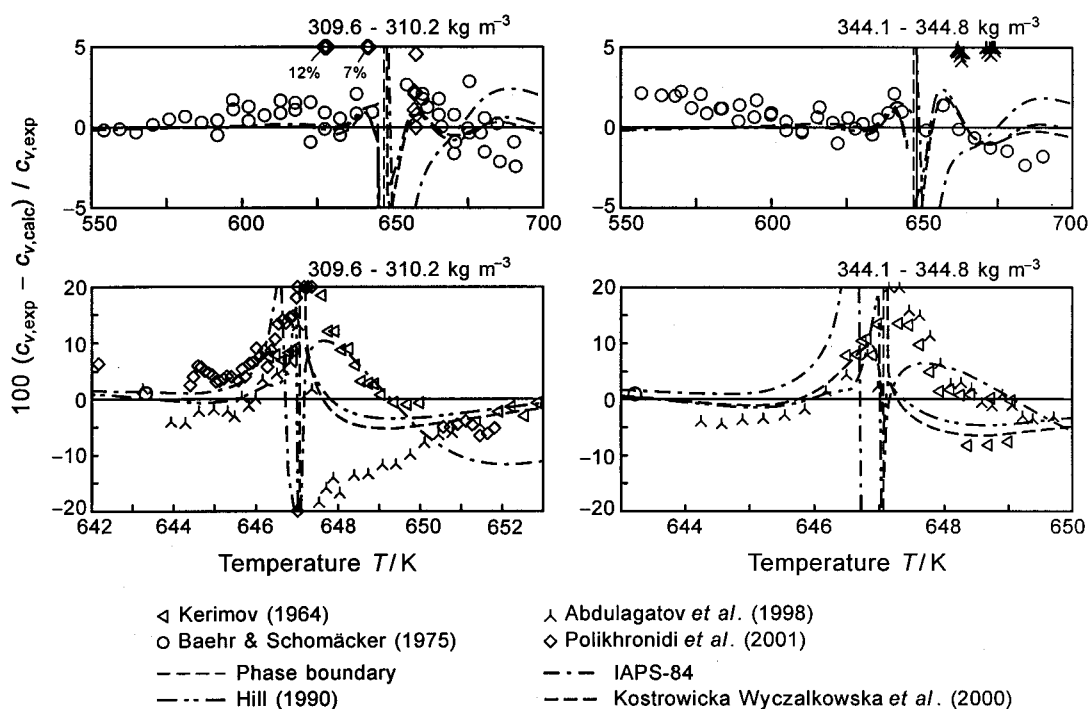 309.6 - 310.2 kg m⁻³
344.1 - 344.8 kg m⁻³
5
0
−5
12%
7%
550
600
650
700
5
0
−5
550
600
650
700
100 (cᵥ,exp − cᵥ,calc) / cᵥ,exp
309.6 - 310.2 kg m⁻³
344.1 - 344.8 kg m⁻³
20
10
0
−10
−20
642
644
646
648
650
652
20
10
0
−10
−20
644
646
648
650
Temperature T/K
Temperature T/K
Kerimov (1964)
Abdulagatov et al. (1998)
Baehr & Schomäcker (1975)
Polikhronidi et al. (2001)
Phase boundary
IAPS-84
Hill (1990)
Kostrowicka Wyczalkowska et al. (2000)